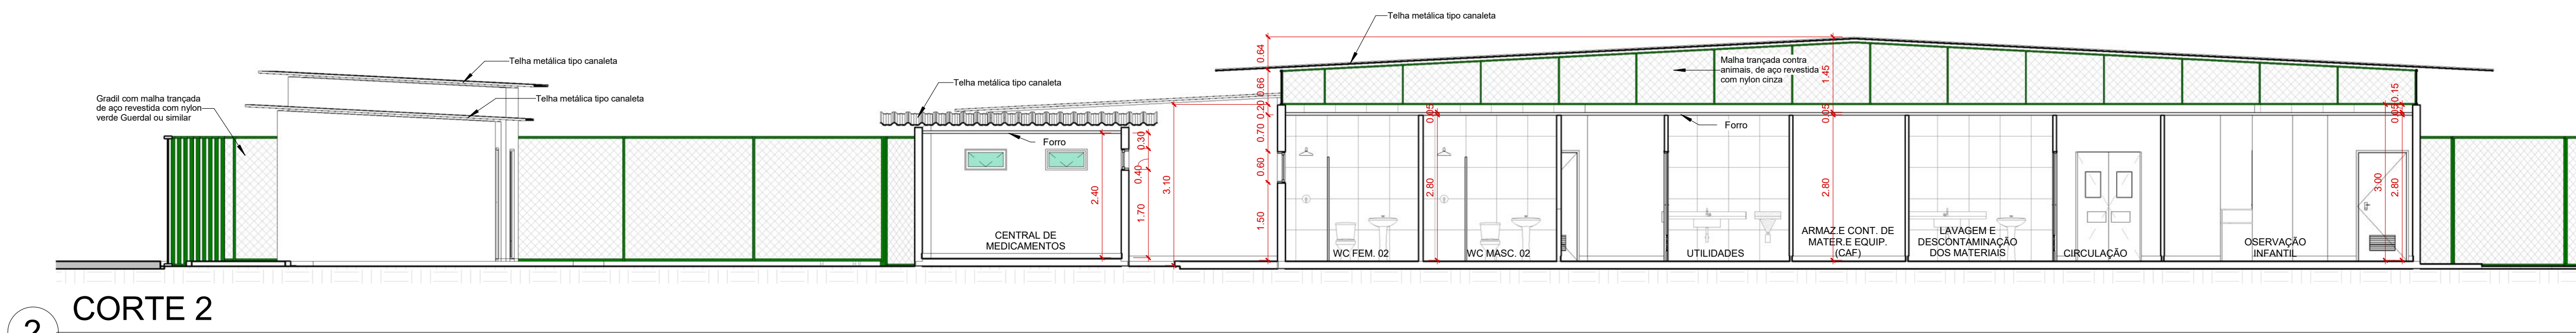 Telha metálica tipo canaleta
Telha metálica tipo canaleta
Telha metálica tipo canaleta
Telha metálica tipo canaleta
Gradil com malha trançada
de aço revestida com nylon
verde Guerdal ou similar
Malha trançada contra
animais, de aço revestida
com nylon cinza
Forro
Forro
2.40
0.30
0.40
1.70
3.10
0.64
0.66
0.20
0.70
0.60
1.50
0.05
2.80
1.45
0.05
2.80
0.15
0.05
3.00
2.80
CENTRAL DE
MEDICAMENTOS
WC FEM. 02
WC MASC. 02
UTILIDADES
ARMAZ.E CONT. DE
MATER.E EQUIP.
(CAF)
LAVAGEM E
DESCONTAMINAÇÃO
DOS MATERIAIS
CIRCULAÇÃO
OSERVAÇÃO
INFANTIL
2
CORTE 2